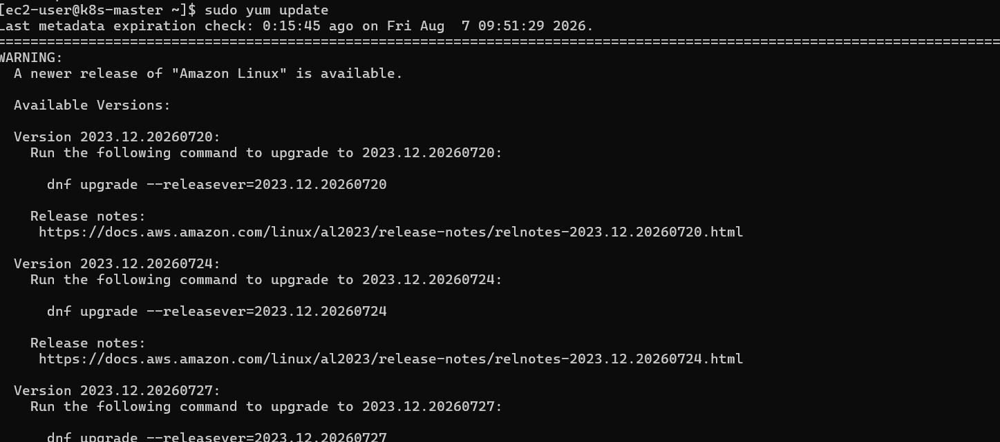 [ec2-user@k8s-master ~]$ sudo yum update
Last metadata expiration check: 0:15:45 ago on Fri Aug  7 09:51:29 2026.
========================================================================================================================
WARNING:
  A newer release of "Amazon Linux" is available.

  Available Versions:

  Version 2023.12.20260720:
    Run the following command to upgrade to 2023.12.20260720:

      dnf upgrade --releasever=2023.12.20260720

    Release notes:
     https://docs.aws.amazon.com/linux/al2023/release-notes/relnotes-2023.12.20260720.html

  Version 2023.12.20260724:
    Run the following command to upgrade to 2023.12.20260724:

      dnf upgrade --releasever=2023.12.20260724

    Release notes:
     https://docs.aws.amazon.com/linux/al2023/release-notes/relnotes-2023.12.20260724.html

  Version 2023.12.20260727:
    Run the following command to upgrade to 2023.12.20260727:

      dnf upgrade --releasever=2023.12.20260727